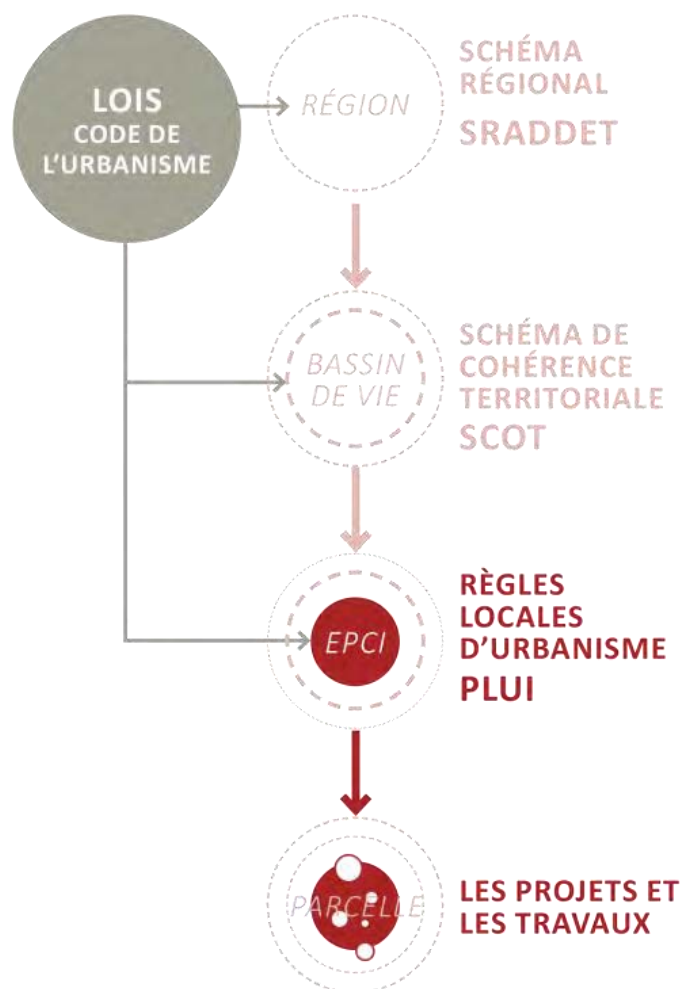 LOIS
CODE DE
L'URBANISME
RÉGION
SCHÉMA
RÉGIONAL
SRADDET
BASSIN
DE VIE
SCHÉMA DE
COHÉRENCE
TERRITORIALE
SCOT
EPCI
RÈGLES
LOCALES
D'URBANISME
PLUI
PARCELLE
LES PROJETS ET
LES TRAVAUX